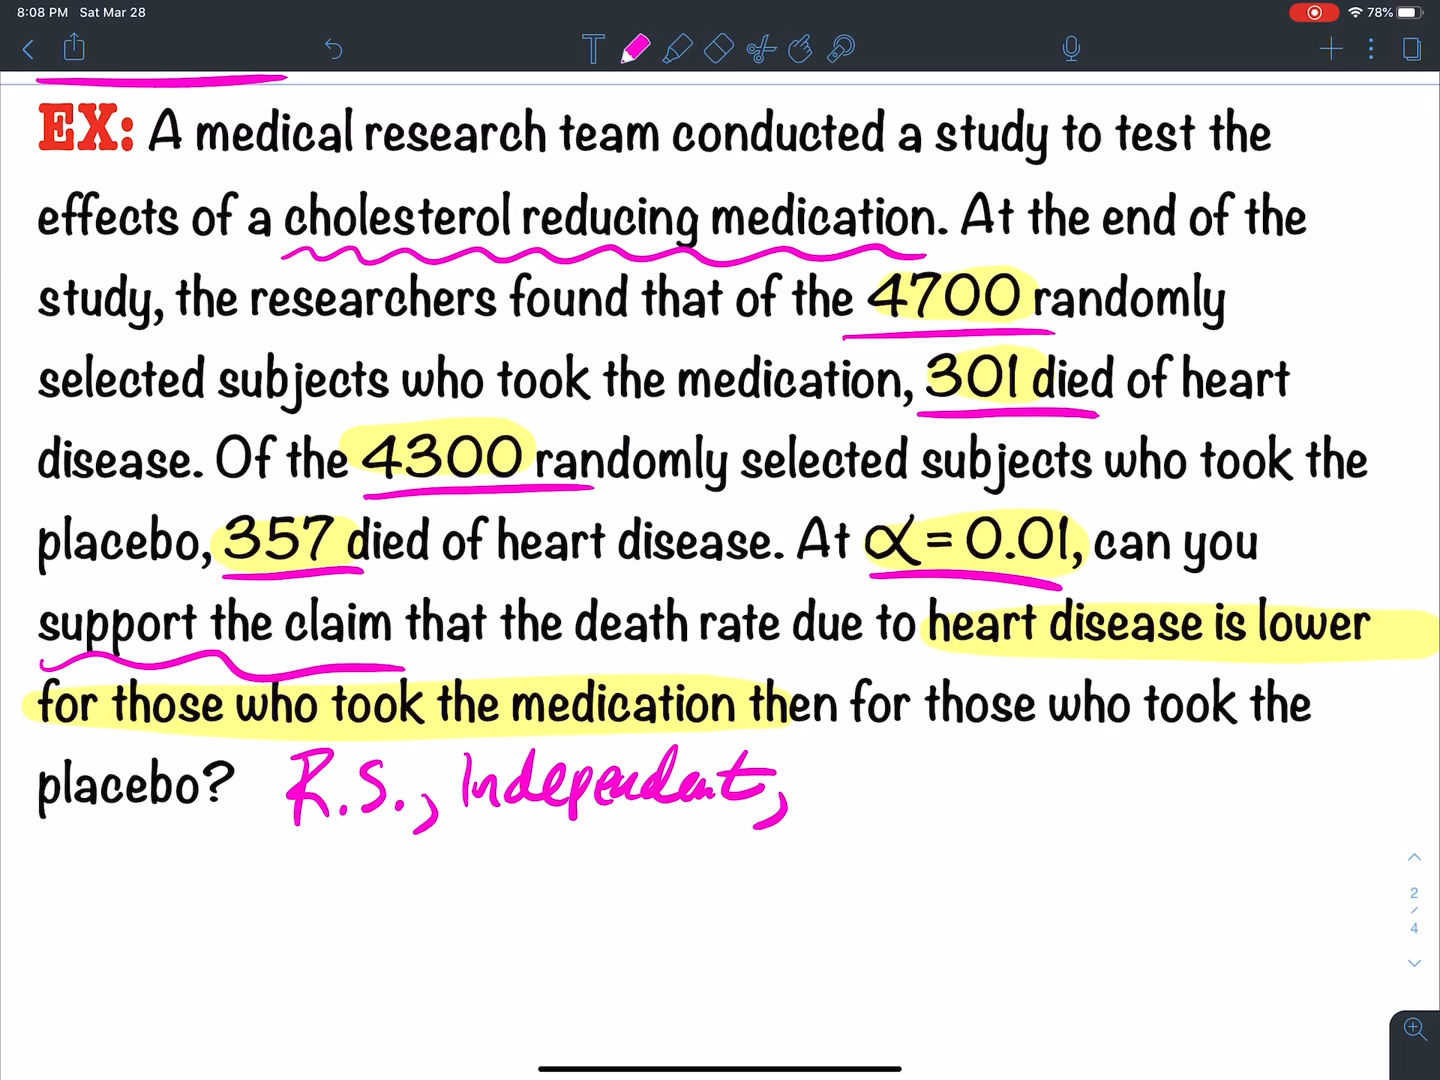 8:08 PM Sat Mar 28 78%
T
EX: A medical research team conducted a study to test the
effects of a cholesterol reducing medication. At the end of the
study, the researchers found that of the 4700 randomly
selected subjects who took the medication, 301 died of heart
disease. Of the 4300 randomly selected subjects who took the
placebo, 357 died of heart disease. At α = 0.01, can you
support the claim that the death rate due to heart disease is lower
for those who took the medication then for those who took the
placebo? R.S., Independent,
2
/
4